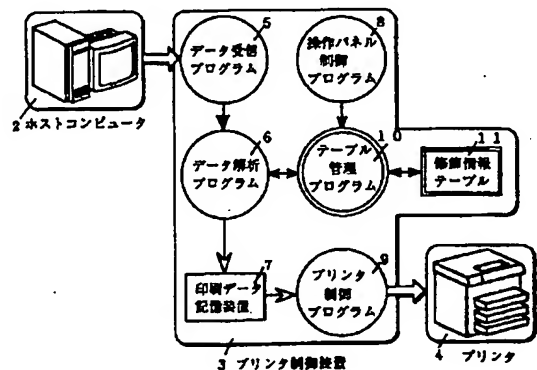 5
データ受信
プログラム
8
操作パネル
制御
プログラム
2 ホストコンピュータ
6
データ解析
プログラム
10
テーブル
管理
プログラム
11
修飾情報
テーブル
7
印刷データ
記憶装置
9
プリンタ
制御
プログラム
3 プリンタ制御装置
4 プリンタ